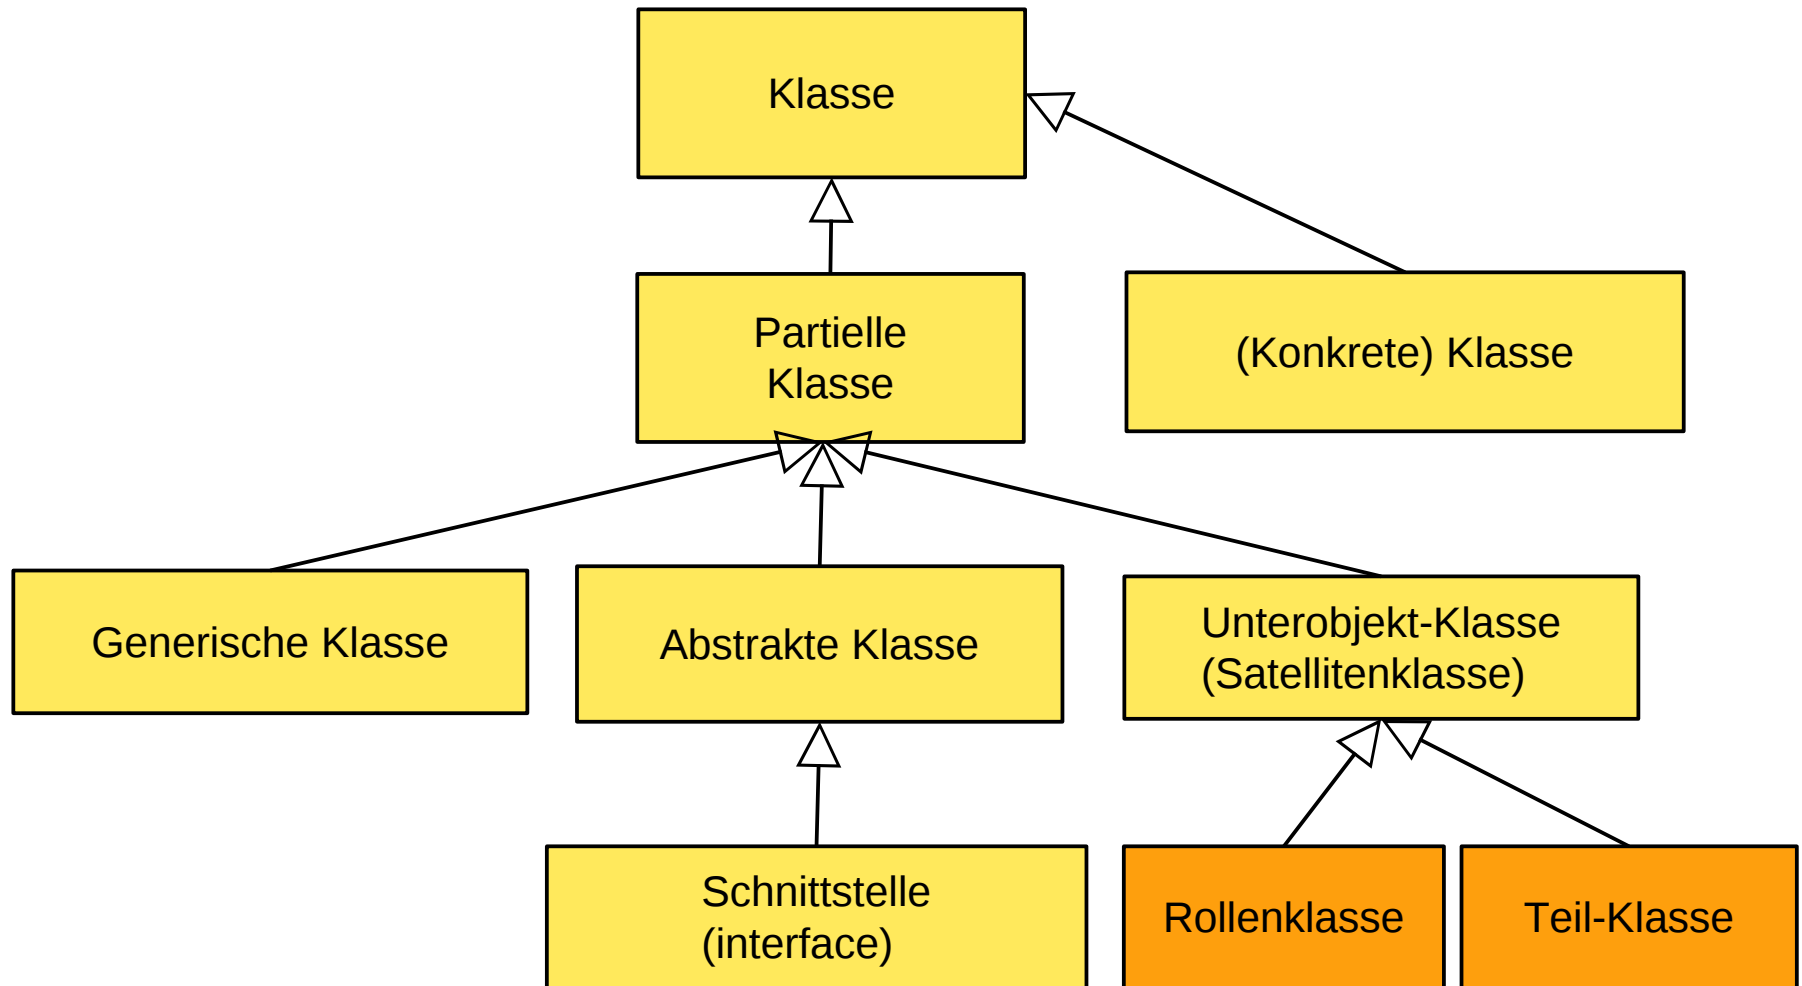 Klasse
Partielle
Klasse
(Konkrete) Klasse
Generische Klasse
Abstrakte Klasse
Unterobjekt-Klasse
(Satellitenklasse)
Schnittstelle
(interface)
Rollenklasse
Teil-Klasse